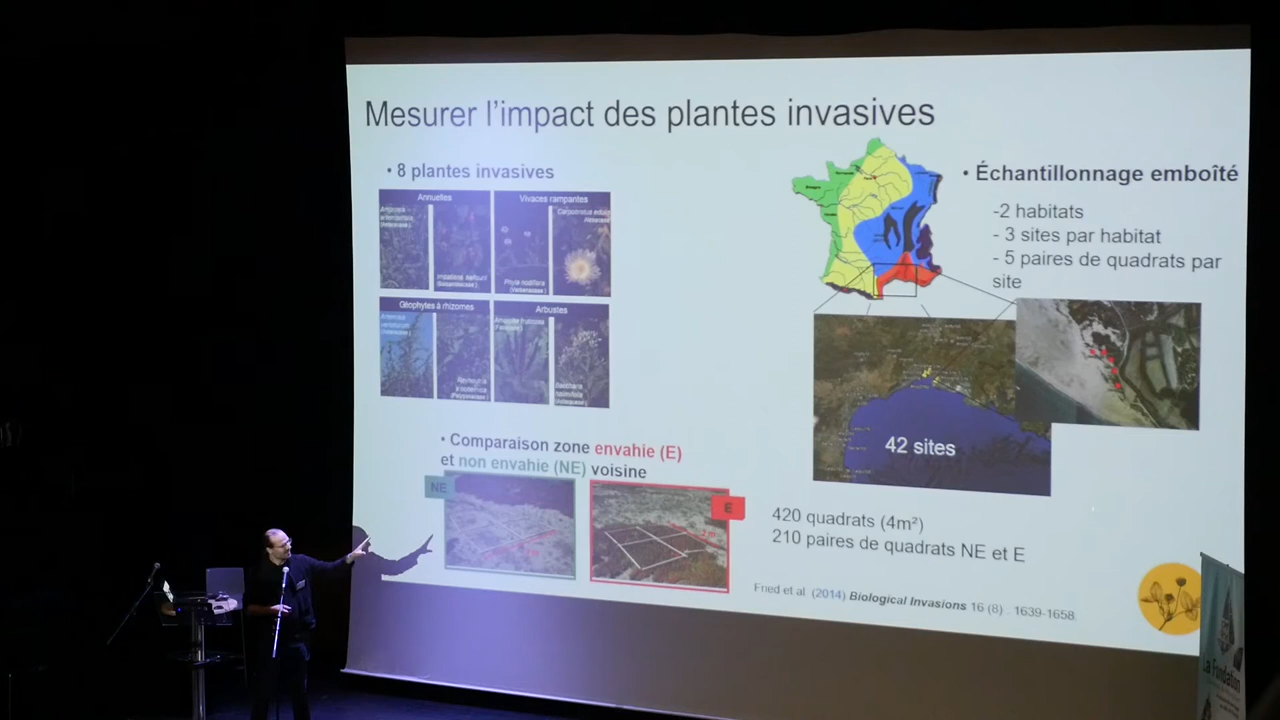 Mesurer l'impact des plantes invasives
• 8 plantes invasives
Annuelles
Vivaces rampantes
Géophytes à rhizomes
Arbustes
• Comparaison zone envahie (E)
et non envahie (NE) voisine
NE
E
• Échantillonnage emboîté
-2 habitats
- 3 sites par habitat
- 5 paires de quadrats par
site
42 sites
420 quadrats (4m²)
210 paires de quadrats NE et E
Fried et al. (2014) Biological Invasions 16 (8) : 1639-1658.
La Fondation